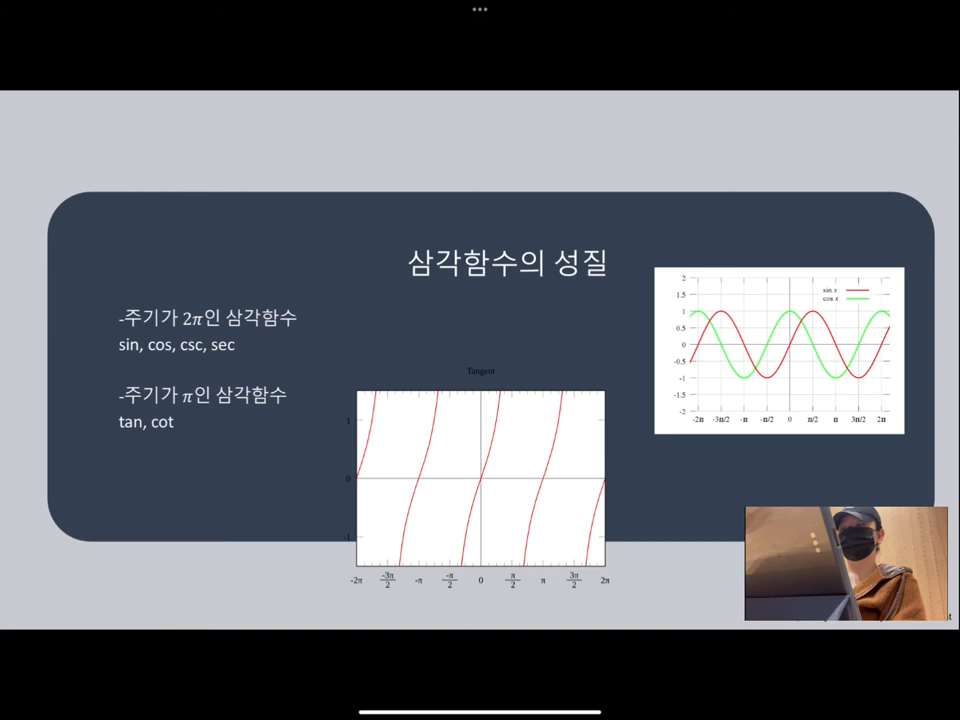 삼각함수의 성질
-주기가 2π인 삼각함수
sin, cos, csc, sec
-주기가 π인 삼각함수
tan, cot
Tangent
1
0
-1
-2π -3π/2 -π -π/2 0 π/2 π 3π/2 2π
sin x
cos x
2
1.5
1
0.5
0
-0.5
-1
-1.5
-2
-2π -3π/2 -π -π/2 0 π/2 π 3π/2 2π